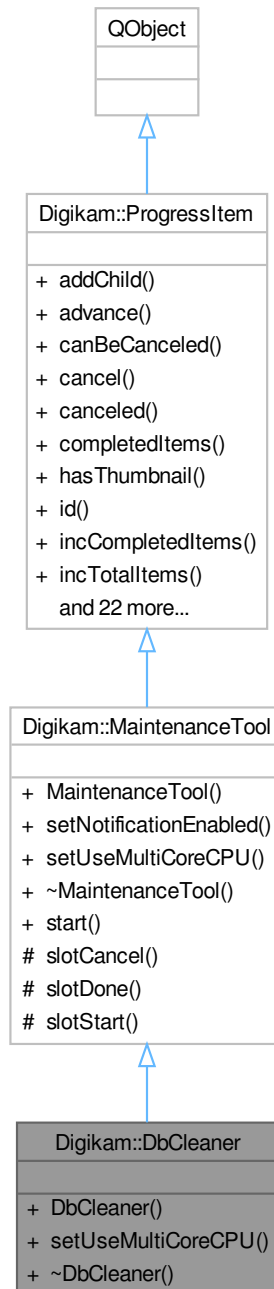 QObject
Digikam::ProgressItem
+ addChild()
+ advance()
+ canBeCanceled()
+ cancel()
+ canceled()
+ completedItems()
+ hasThumbnail()
+ id()
+ incCompletedItems()
+ incTotalItems()
and 22 more...
Digikam::MaintenanceTool
+ MaintenanceTool()
+ setNotificationEnabled()
+ setUseMultiCoreCPU()
+ ~MaintenanceTool()
+ start()
# slotCancel()
# slotDone()
# slotStart()
Digikam::DbCleaner
+ DbCleaner()
+ setUseMultiCoreCPU()
+ ~DbCleaner()